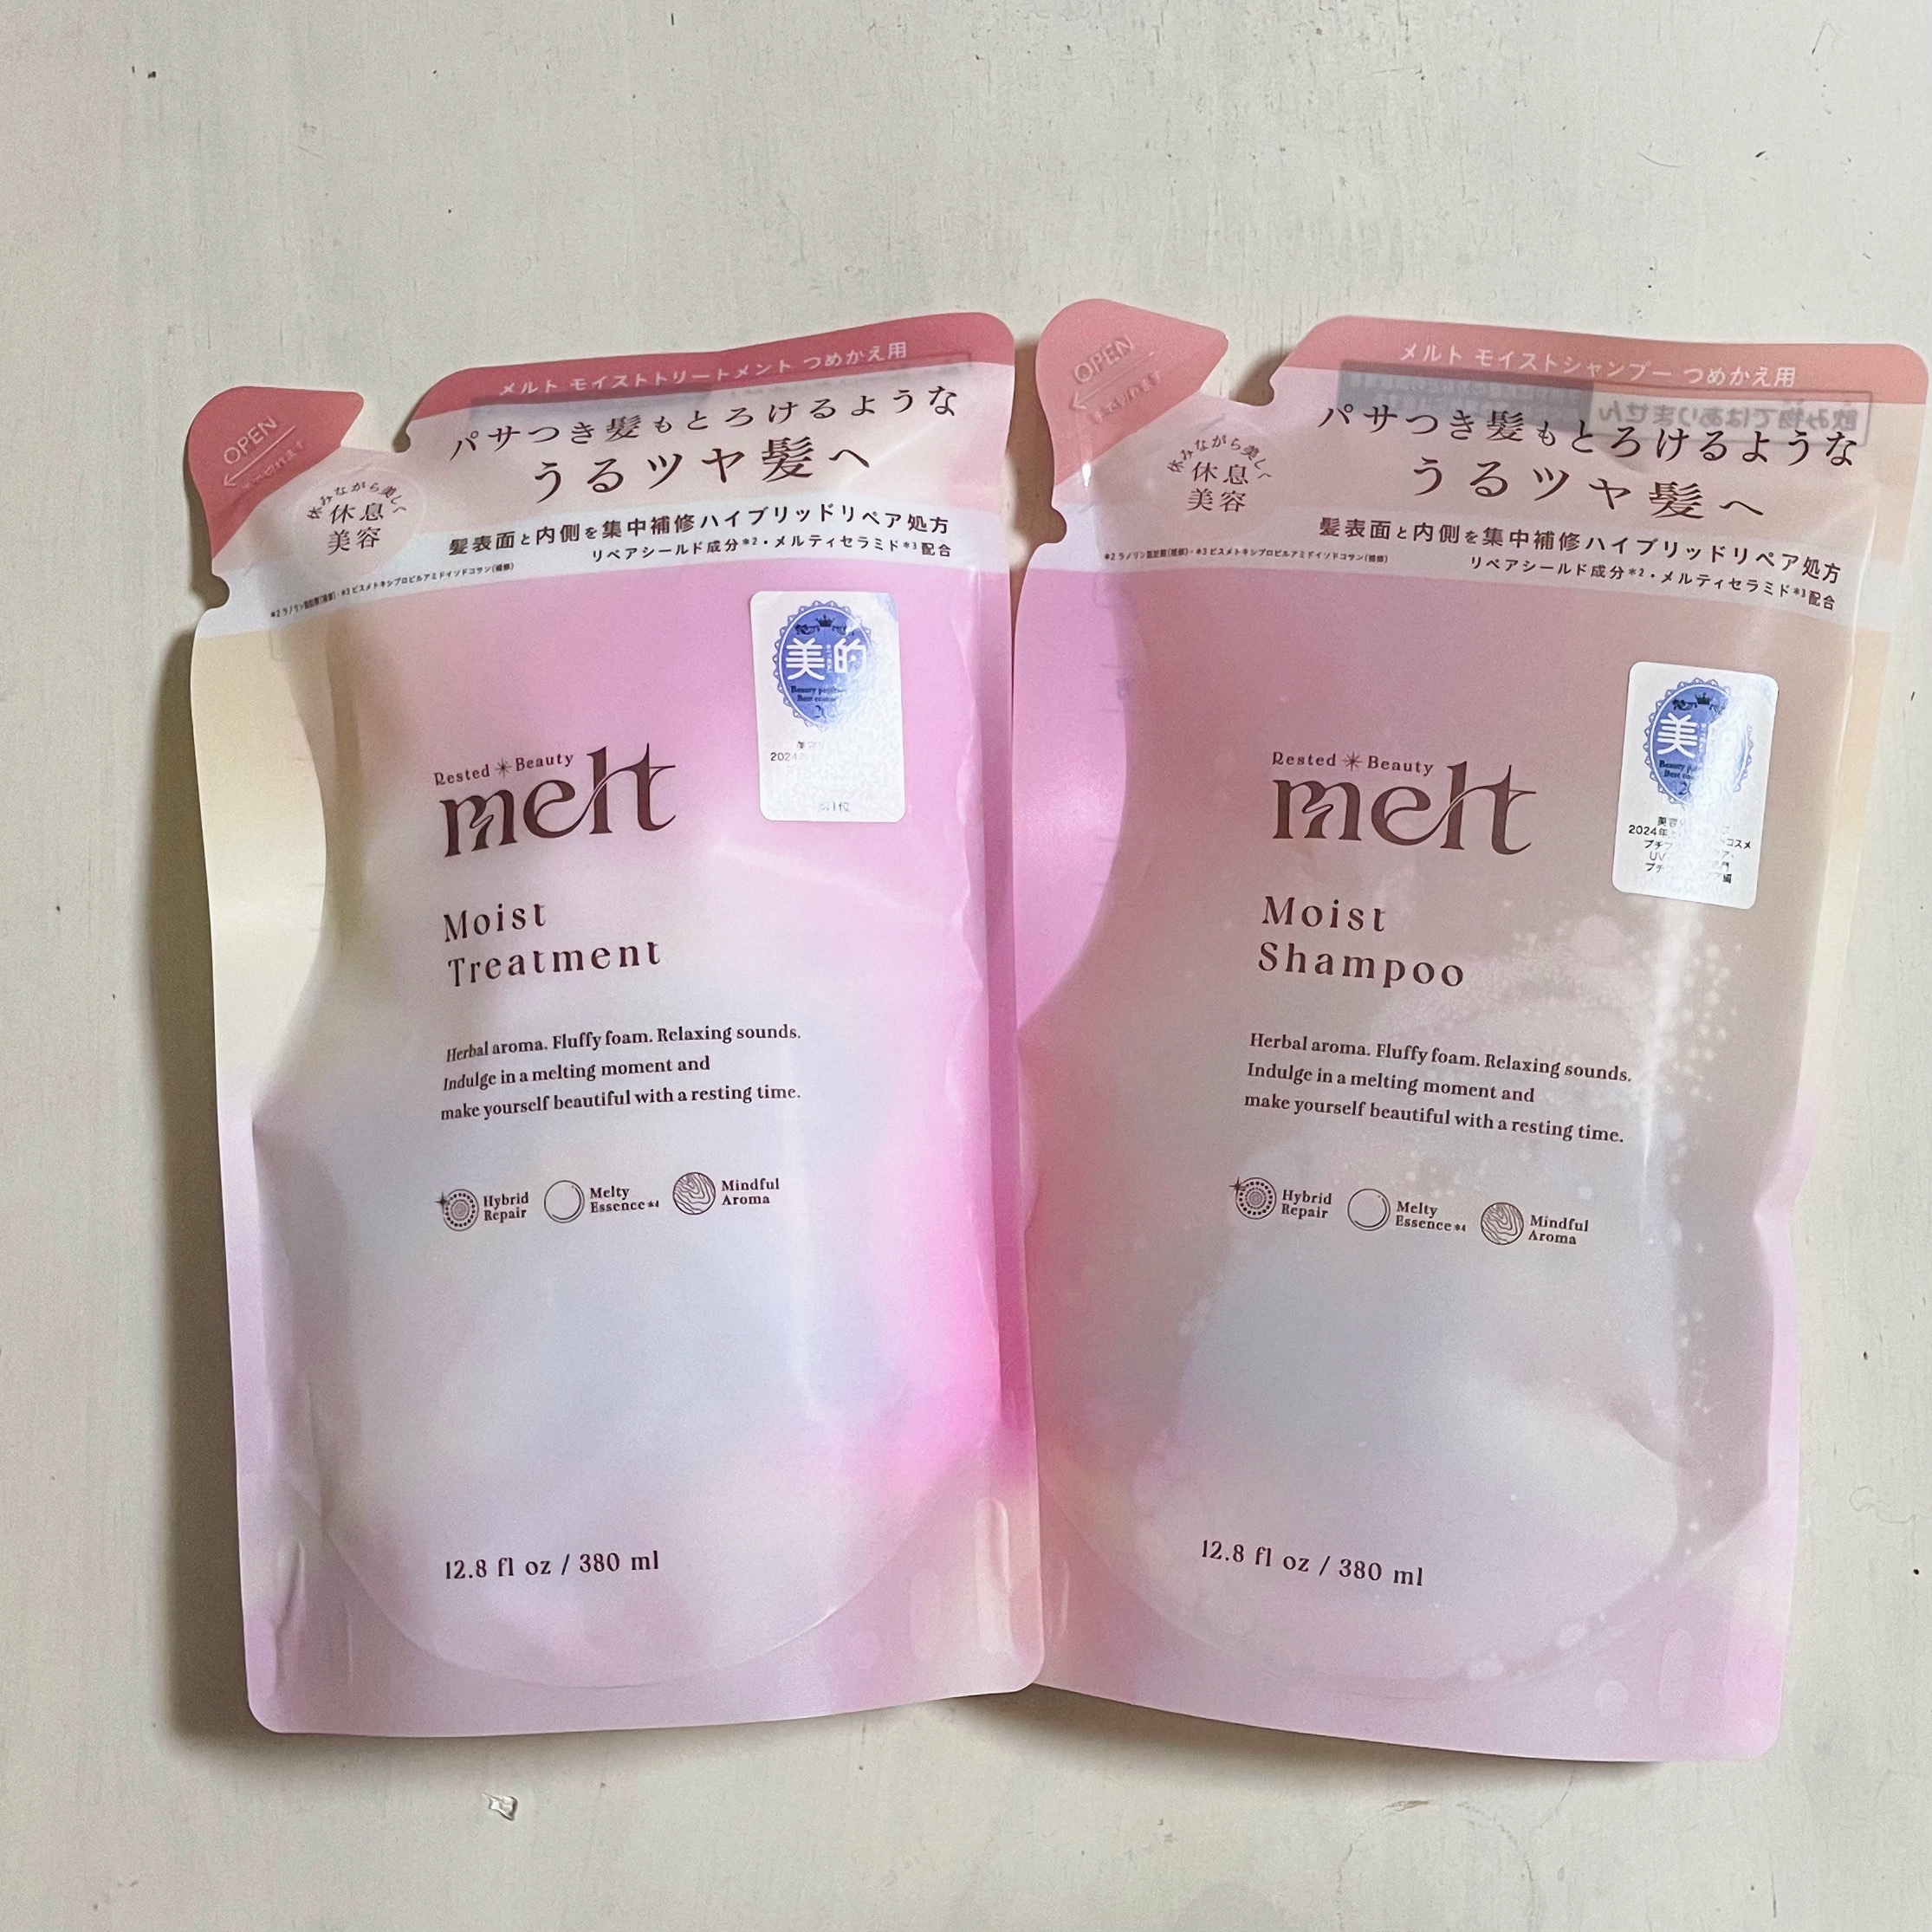 メルト モイストトリートメント つめかえ用
OPEN
パサつき髪もとろけるような
うるツヤ髪へ
休みながら美しく
休息
美容
髪表面と内側を集中補修ハイブリッドリペア処方
リペアシールド成分*2・メルティセラミド*3配合
美的
2024
第1位
Rested Beauty
melt
Moist
Treatment
Herbal aroma. Fluffy foam. Relaxing sounds.
Indulge in a melting moment and
make yourself beautiful with a resting time.
Hybrid
Repair
Melty
Essence*4
Mindful
Aroma
12.8 fl oz / 380 ml
メルト モイストシャンプー つめかえ用
OPEN
パサつき髪もとろけるような
うるツヤ髪へ
休みながら美しく
休息
美容
髪表面と内側を集中補修ハイブリッドリペア処方
リペアシールド成分*2・メルティセラミド*3配合
飲み物ではありません
美
2024年
Rested Beauty
melt
Moist
Shampoo
Herbal aroma. Fluffy foam. Relaxing sounds.
Indulge in a melting moment and
make yourself beautiful with a resting time.
Hybrid
Repair
Melty
Essence*4
Mindful
Aroma
12.8 fl oz / 380 ml